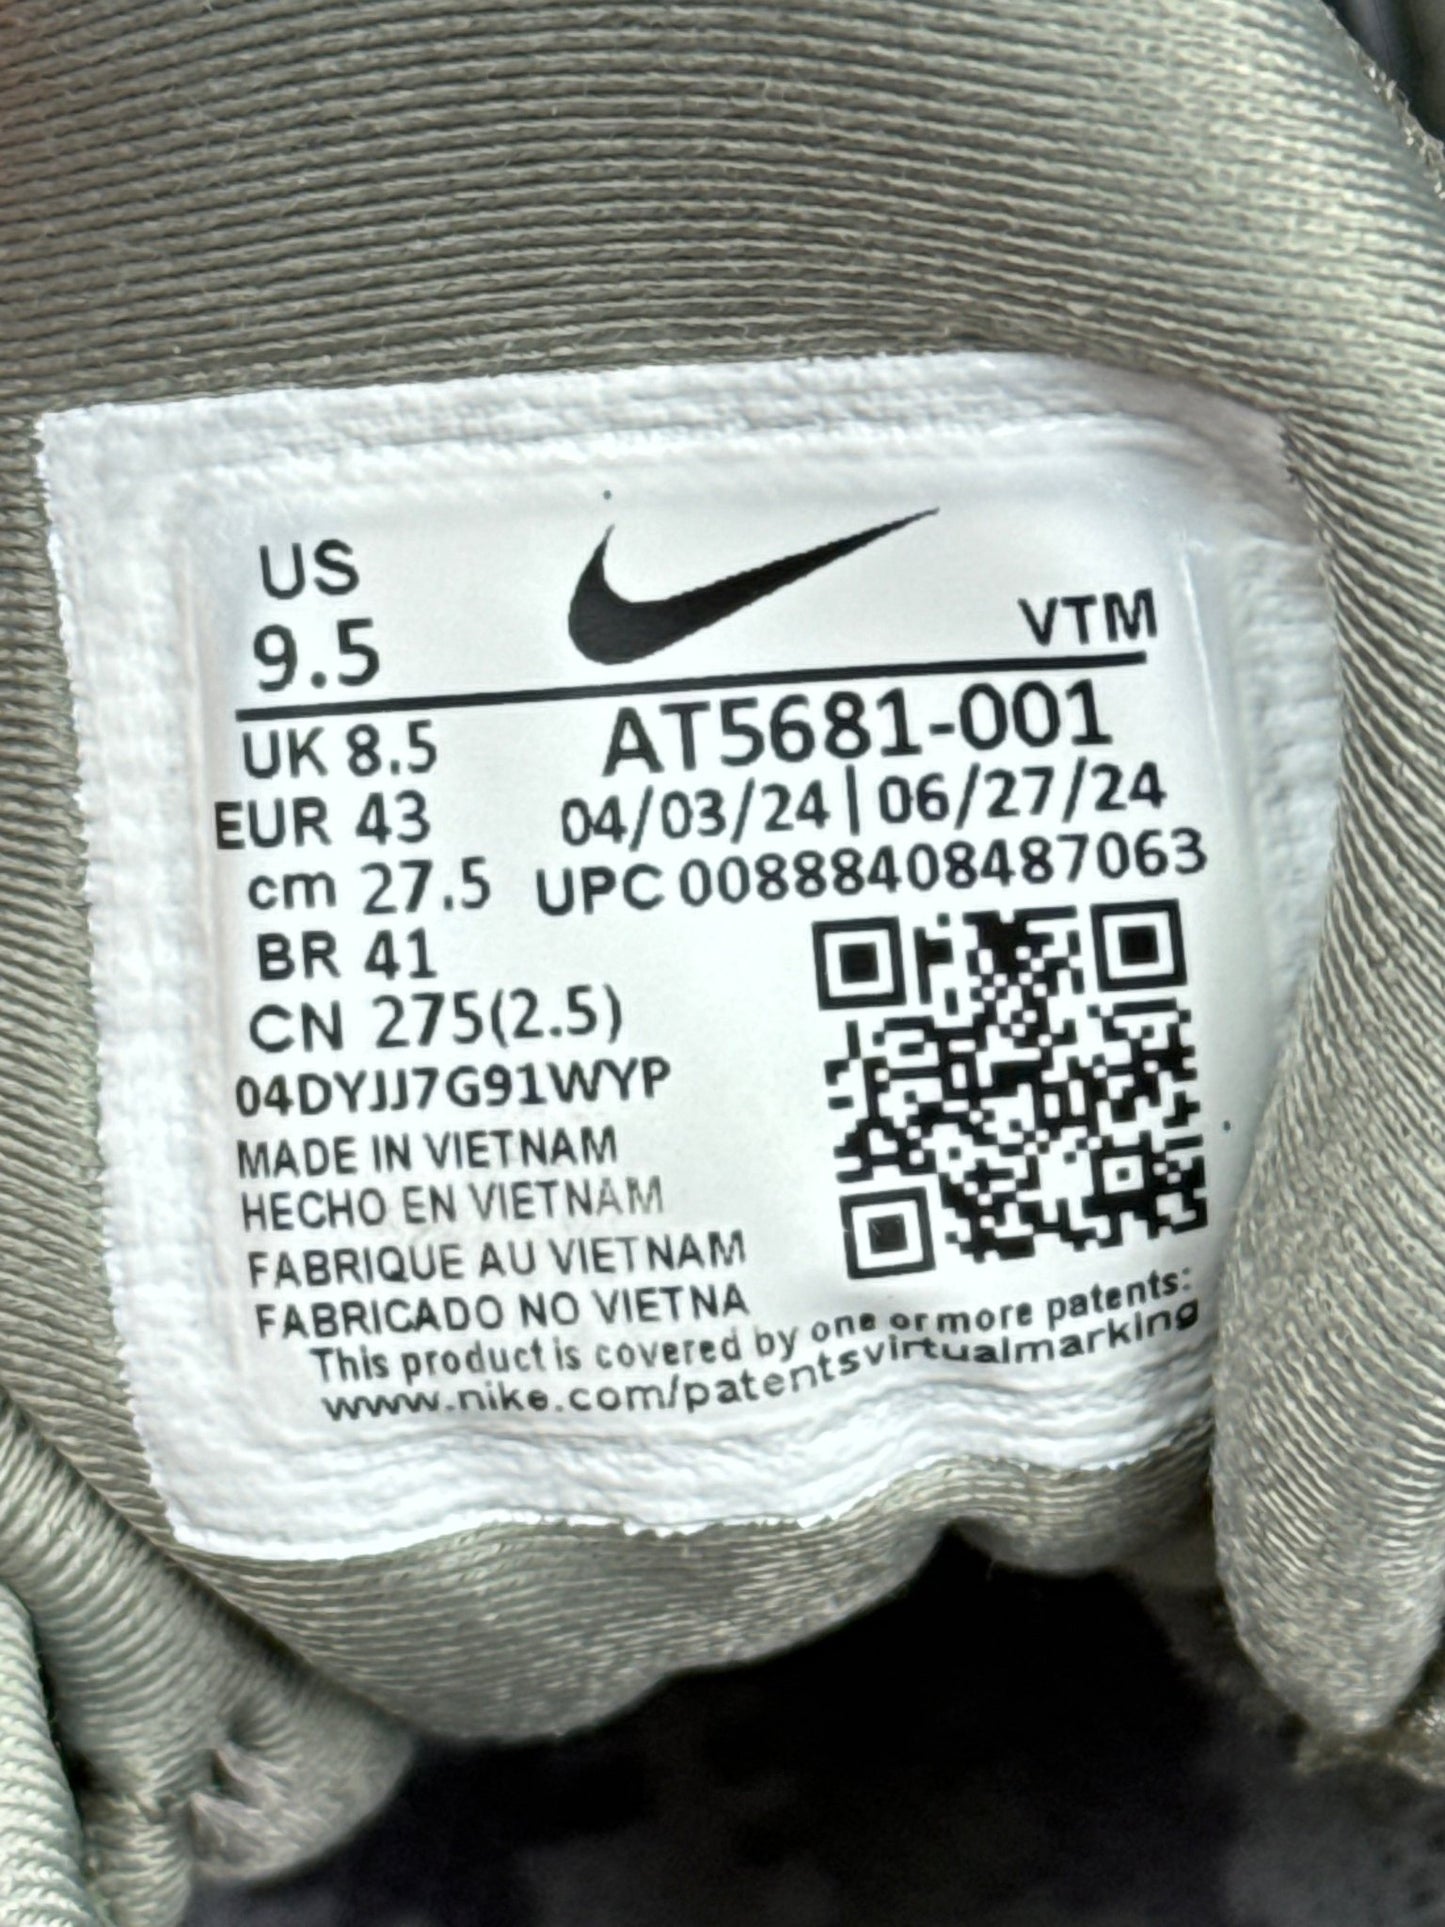 US
9.5
VTM
UK 8.5
AT5681-001
EUR 43
04/03/24 | 06/27/24
cm 27.5
UPC 00888408487063
BR 41
CN 275(2.5)
04DYJJ7G91WYP
MADE IN VIETNAM
HECHO EN VIETNAM
FABRIQUE AU VIETNAM
FABRICADO NO VIETNA
This product is covered by one or more patents:
www.nike.com/patentsvirtualmarking